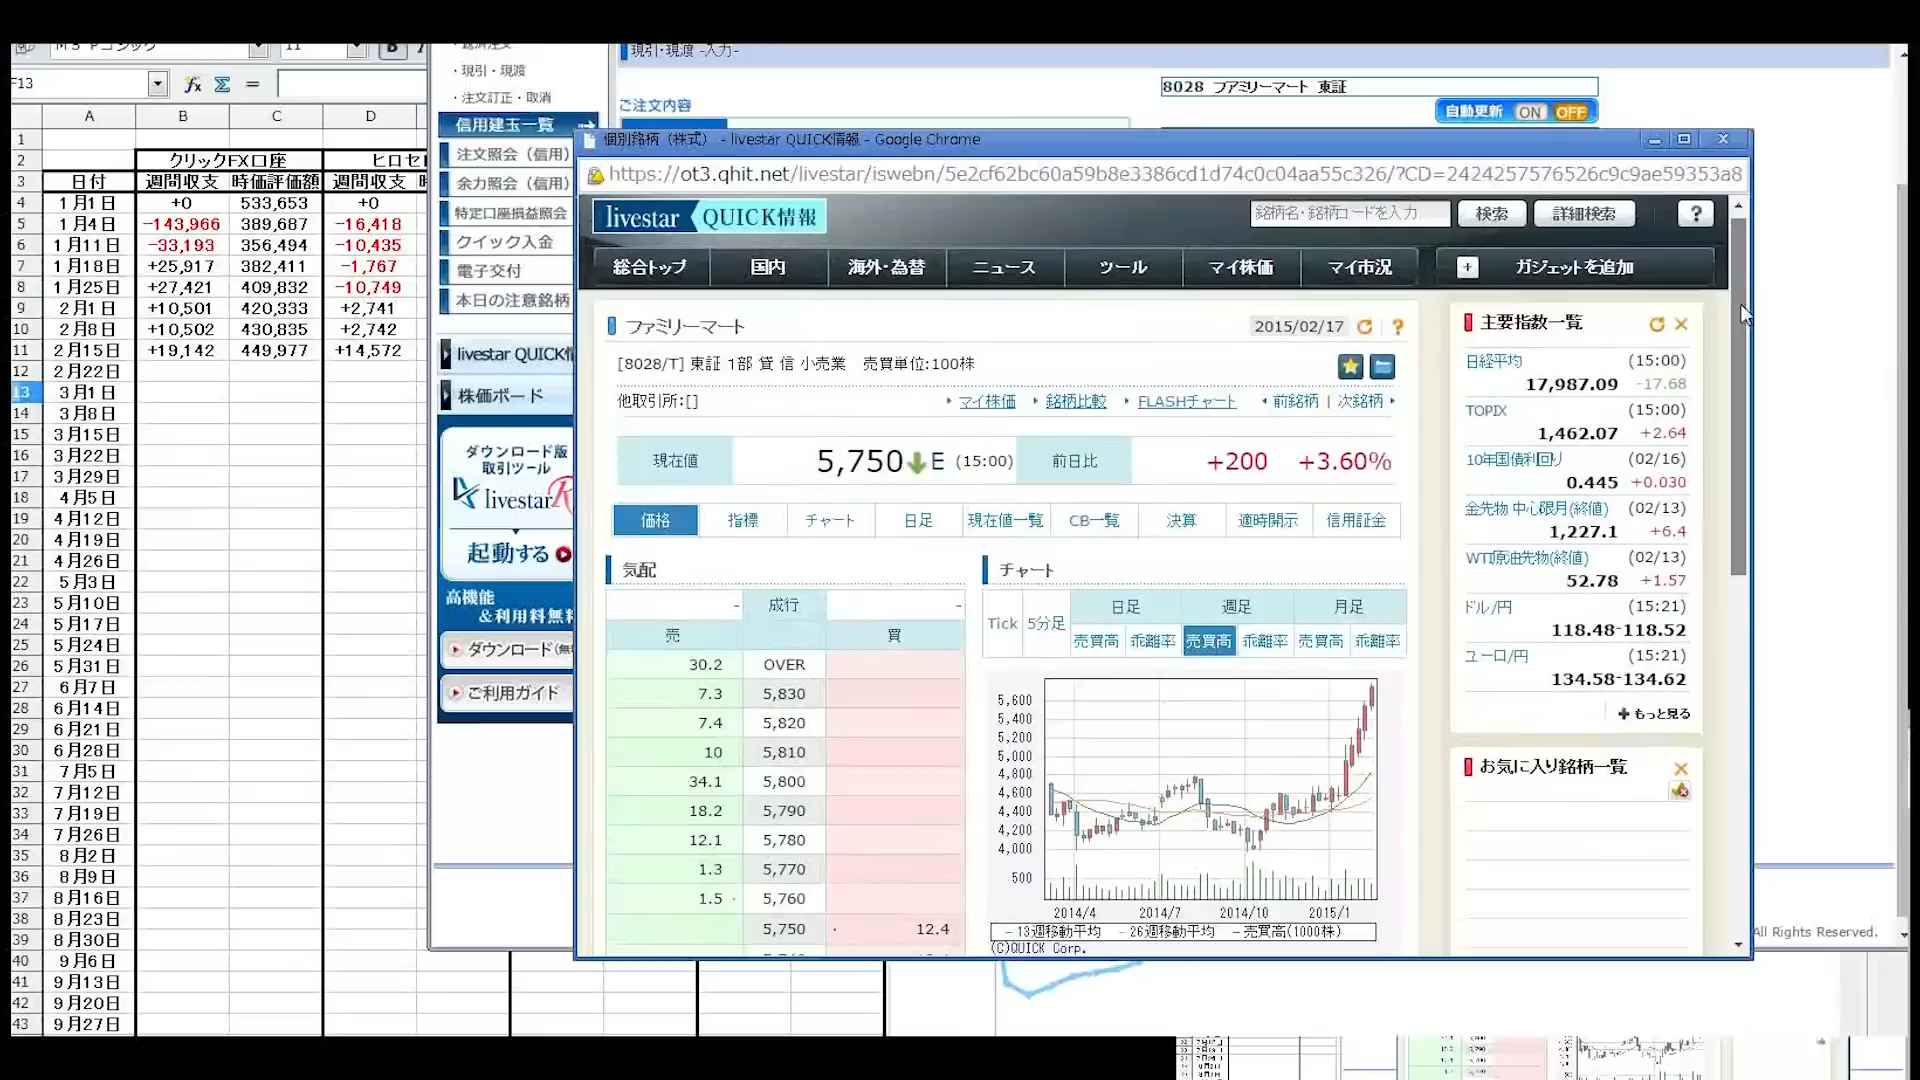 F13
fx Σ =
A B C D
クリックFX口座
日付 週間収支 時価評価額 週間収支
1月1日 +0 533,653 +0
1月4日 -143,966 389,687 -16,418
1月11日 -33,193 356,494 -10,435
1月18日 +25,917 382,411 -1,767
1月25日 +27,421 409,832 -10,749
2月1日 +10,501 420,333 +2,741
2月8日 +10,502 430,835 +2,742
2月15日 +19,142 449,977 +14,572
2月22日
3月1日
3月8日
3月15日
3月22日
3月29日
4月5日
4月12日
4月19日
4月26日
5月3日
5月10日
5月17日
5月24日
5月31日
6月7日
6月14日
6月21日
6月28日
7月5日
7月12日
7月19日
7月26日
8月2日
8月9日
8月16日
8月23日
8月30日
9月6日
9月13日
9月20日
9月27日
・現引・現渡
・注文訂正・取消
信用建玉一覧
注文照会(信用)
余力照会(信用)
特定口座損益照会
クイック入金
電子交付
本日の注意銘柄
livestar QUICK情
株価ボード
ダウンロード版
取引ツール
livestar R
起動する
高機能
&利用料無料
ダウンロード(無料
ご利用ガイド
現引・現渡 -入力-
ご注文内容
8028 ファミリーマート 東証
自動更新 ON OFF
個別銘柄(株式) - livestar QUICK情報 - Google Chrome
https://ot3.qhit.net/livestar/iswebn/5e2cf62bc60a59b8e3386cd1d74c0c04aa55c326/?CD=2424257576526c9c9ae59353a8
livestar QUICK情報
銘柄名・銘柄コードを入力 検索 詳細検索 ?
総合トップ 国内 海外・為替 ニュース ツール マイ株価 マイ市況 + ガジェットを追加
ファミリーマート 2015/02/17 ?
[8028/T] 東証 1部 貸 信 小売業 売買単位:100株
他取引所:[] マイ株価 銘柄比較 FLASHチャート 前銘柄 | 次銘柄
現在値 5,750 E (15:00) 前日比 +200 +3.60%
価格 指標 チャート 日足 現在値一覧 CB一覧 決算 適時開示 信用証金
気配
- 成行 -
売 買
30.2 OVER
7.3 5,830
7.4 5,820
10 5,810
34.1 5,800
18.2 5,790
12.1 5,780
1.3 5,770
1.5 5,760
5,750 12.4
チャート
Tick 5分足 日足 週足 月足
売買高 乖離率 売買高 乖離率 売買高 乖離率
5,600
5,400
5,200
5,000
4,800
4,600
4,400
4,200
4,000
500
2014/4 2014/7 2014/10 2015/1
-13週移動平均 -26週移動平均 -売買高(1000株)
(C)QUICK Corp.
主要指数一覧
日経平均 (15:00)
17,987.09 -17.68
TOPIX (15:00)
1,462.07 +2.64
10年国債利回り (02/16)
0.445 +0.030
金先物 中心限月(終値) (02/13)
1,227.1 +6.4
WTI原油先物(終値) (02/13)
52.78 +1.57
ドル/円 (15:21)
118.48-118.52
ユーロ/円 (15:21)
134.58-134.62
もっと見る
お気に入り銘柄一覧
All Rights Reserved.